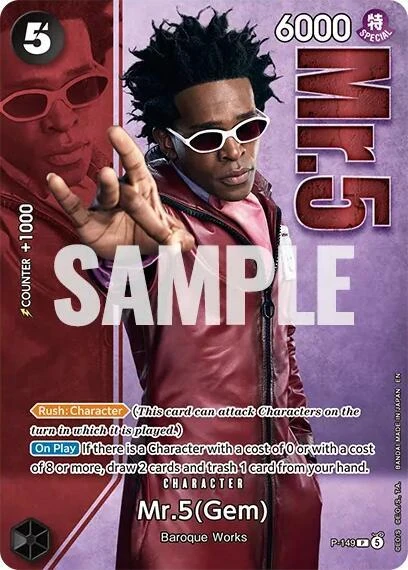 5
6000
特
SPECIAL
Mr.5
COUNTER +1000
SAMPLE
Rush: Character (This card can attack Characters on the
turn in which it is played.)
On Play If there is a Character with a cost of 0 or with a cost
of 8 or more, draw 2 cards and trash 1 card from your hand.
CHARACTER
Mr.5(Gem)
Baroque Works
P-149 P 5
BANDAI MADE IN JAPAN EN